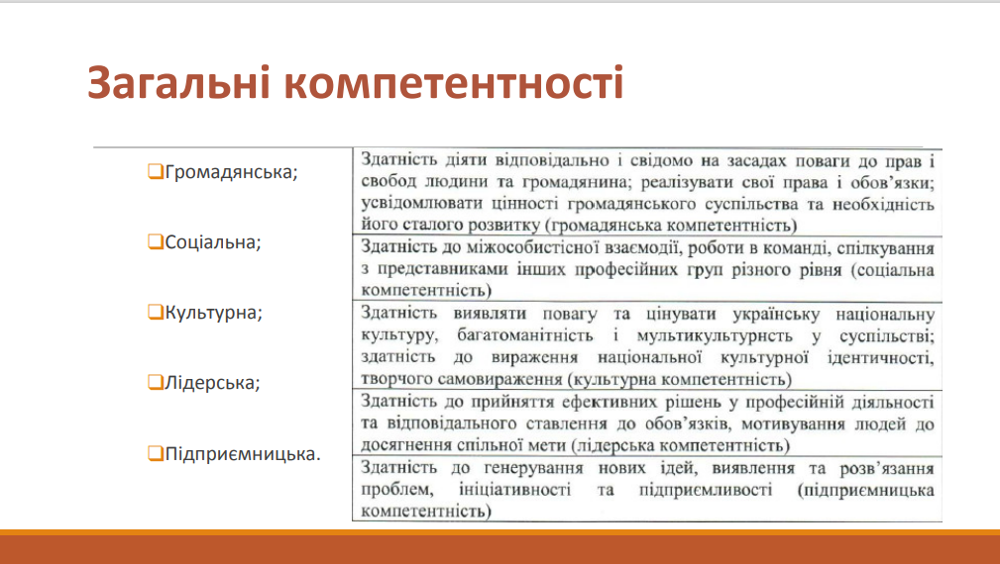 Загальні компетентності
❑Громадянська;
❑Соціальна;
❑Культурна;
❑Лідерська;
❑Підприємницька.
Здатність діяти відповідально і свідомо на засадах поваги до прав і
свобод людини та громадянина; реалізувати свої права і обов’язки;
усвідомлювати цінності громадянського суспільства та необхідність
його сталого розвитку (громадянська компетентність)
Здатність до міжособистісної взаємодії, роботи в команді, спілкування
з представниками інших професійних груп різного рівня (соціальна
компетентність)
Здатність виявляти повагу та цінувати українську національну
культуру, багатоманітність і мультикультурність у суспільстві;
здатність до вираження національної культурної ідентичності,
творчого самовираження (культурна компетентність)
Здатність до прийняття ефективних рішень у професійній діяльності
та відповідального ставлення до обов’язків, мотивування людей до
досягнення спільної мети (лідерська компетентність)
Здатність до генерування нових ідей, виявлення та розв’язання
проблем, ініціативності та підприємливості (підприємницька
компетентність)